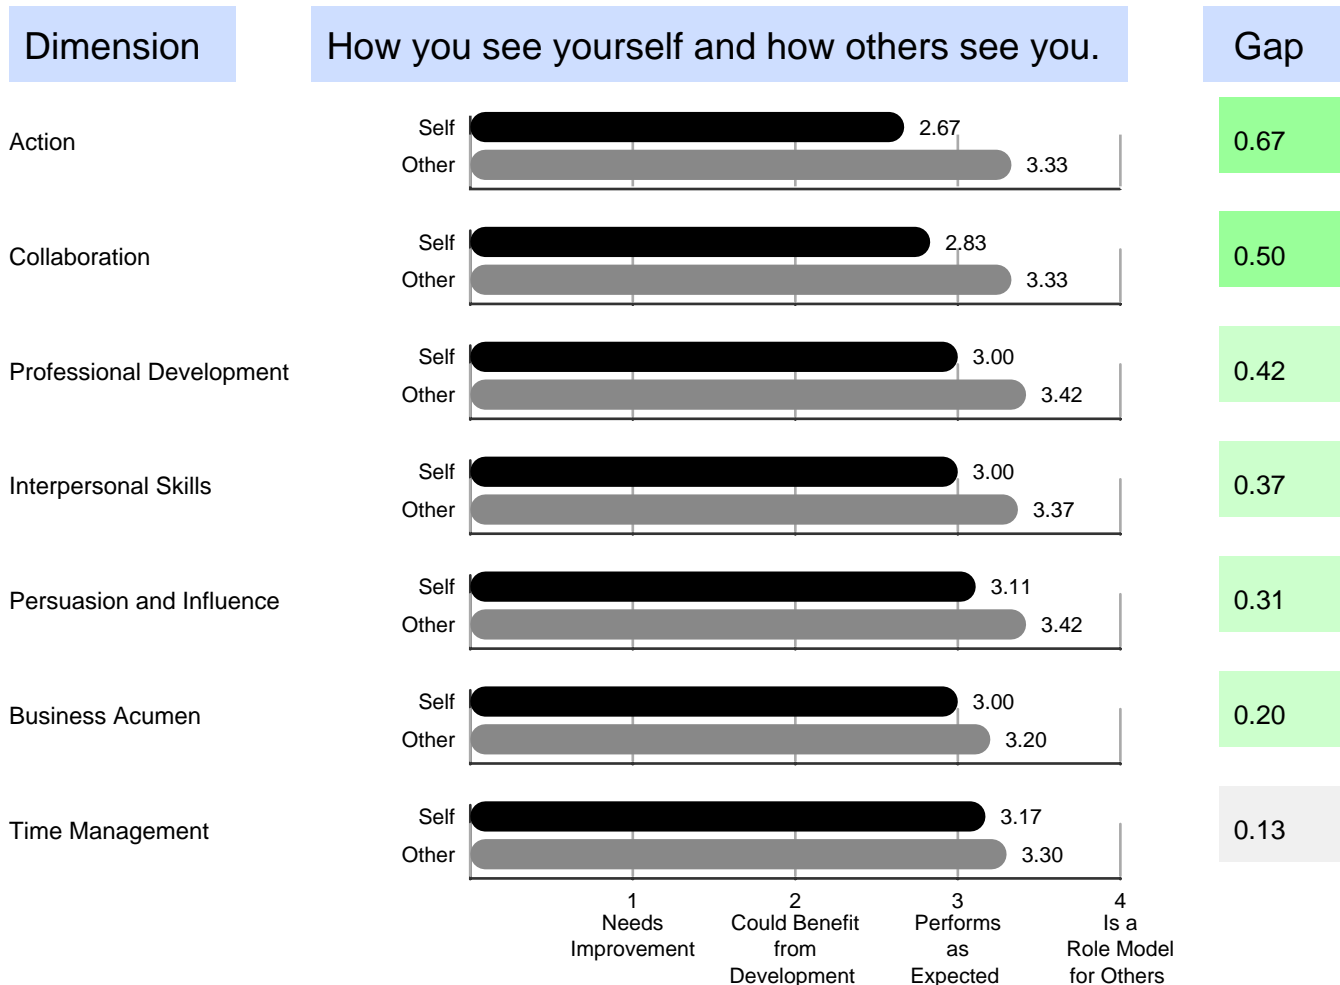 Dimension
How you see yourself and how others see you.
Gap
Action
Self
2.67
Other
3.33
0.67
Collaboration
Self
2.83
Other
3.33
0.50
Professional Development
Self
3.00
Other
3.42
0.42
Interpersonal Skills
Self
3.00
Other
3.37
0.37
Persuasion and Influence
Self
3.11
Other
3.42
0.31
Business Acumen
Self
3.00
Other
3.20
0.20
Time Management
Self
3.17
Other
3.30
0.13
1
Needs
Improvement
2
Could Benefit
from
Development
3
Performs
as
Expected
4
Is a
Role Model
for Others